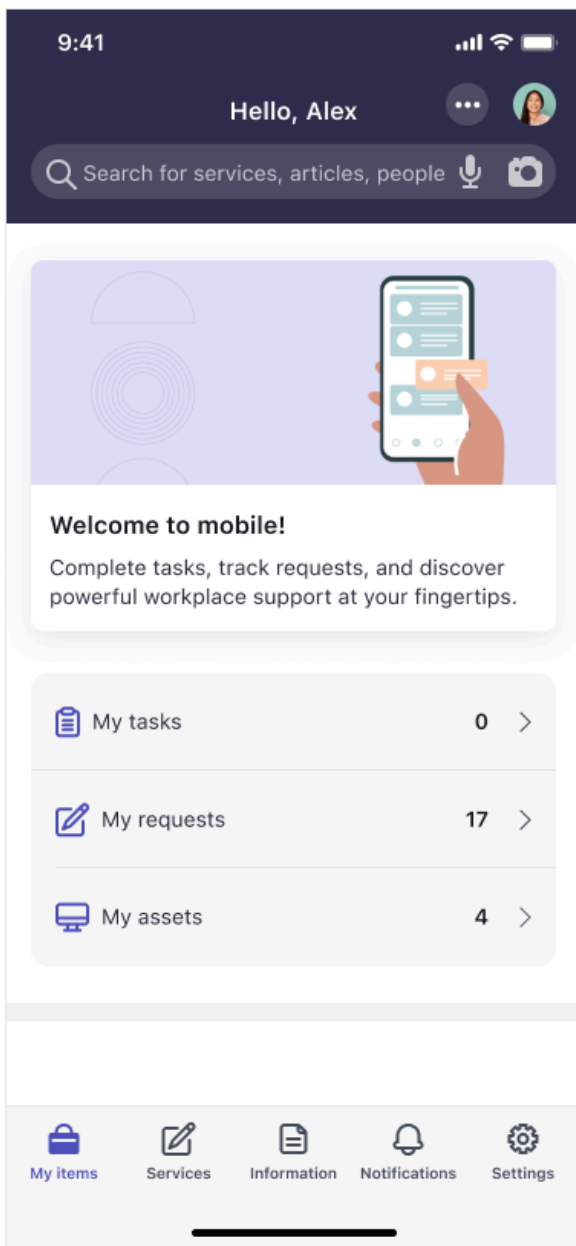 9:41
Hello, Alex
Search for services, articles, people
Welcome to mobile!
Complete tasks, track requests, and discover
powerful workplace support at your fingertips.
My tasks 0
My requests 17
My assets 4
My items Services Information Notifications Settings